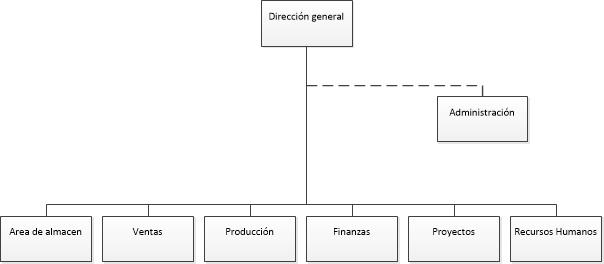 Dirección general
Administración
Area de almacen
Ventas
Producción
Finanzas
Proyectos
Recursos Humanos